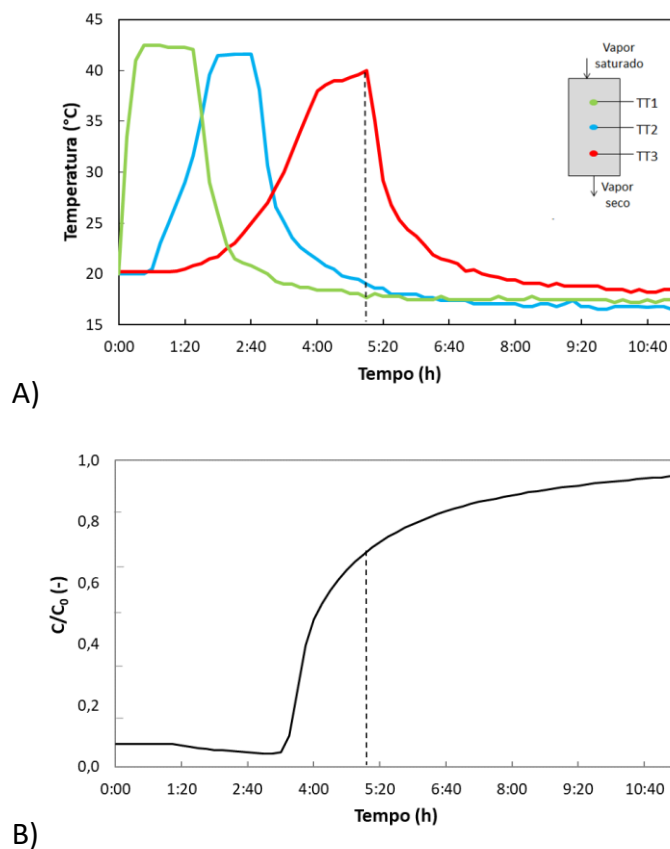 45
40
35
30
25
20
15
Temperatura (°C)
Vapor
saturado
TT1
TT2
TT3
Vapor
seco
0:00 1:20 2:40 4:00 5:20 6:40 8:00 9:20 10:40
Tempo (h)
A)
1,0
0,8
0,6
0,4
0,2
0,0
C/C₀ (-)
0:00 1:20 2:40 4:00 5:20 6:40 8:00 9:20 10:40
Tempo (h)
B)